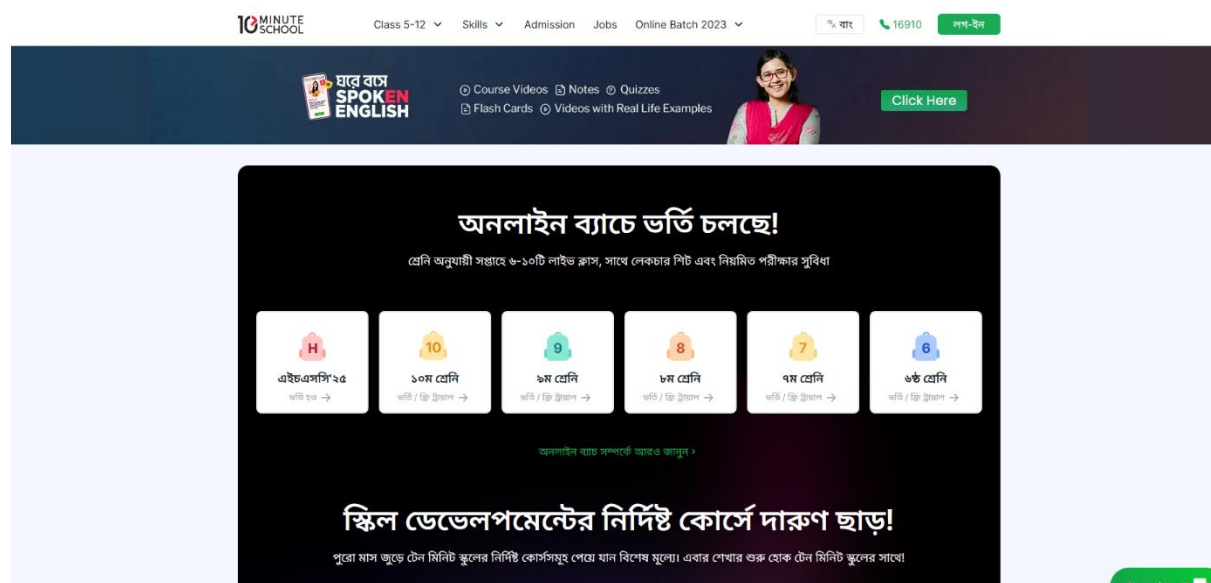 10 MINUTE SCHOOL
Class 5-12 Skills Admission Jobs Online Batch 2023 বাং 16910 লগ-ইন
ঘরে বসে
SPOKEN
ENGLISH
Course Videos Notes Quizzes
Flash Cards Videos with Real Life Examples
Click Here
অনলাইন ব্যাচে ভর্তি চলছে!
শ্রেনি অনুযায়ী সপ্তাহে ৬-১০টি লাইভ ক্লাস, সাথে লেকচার শিট এবং নিয়মিত পরীক্ষার সুবিধা
H 10 9 8 7 6
এইচএসসি'২৫ ১০ম শ্রেনি ৯ম শ্রেনি ৮ম শ্রেনি ৭ম শ্রেনি ৬ষ্ঠ শ্রেনি
ভর্তি হও → ভর্তি / ফ্রি ট্রায়াল → ভর্তি / ফ্রি ট্রায়াল → ভর্তি / ফ্রি ট্রায়াল → ভর্তি / ফ্রি ট্রায়াল → ভর্তি / ফ্রি ট্রায়াল →
অনলাইন ব্যাচ সম্পর্কে আরও জানুন ›
স্কিল ডেভেলপমেন্টের নির্দিষ্ট কোর্সে দারুণ ছাড়!
পুরো মাস জুড়ে টেন মিনিট স্কুলের নির্দিষ্ট কোর্সসমূহ পেয়ে যান বিশেষ মূল্যে। এবার শেখার শুরু হোক টেন মিনিট স্কুলের সাথে!